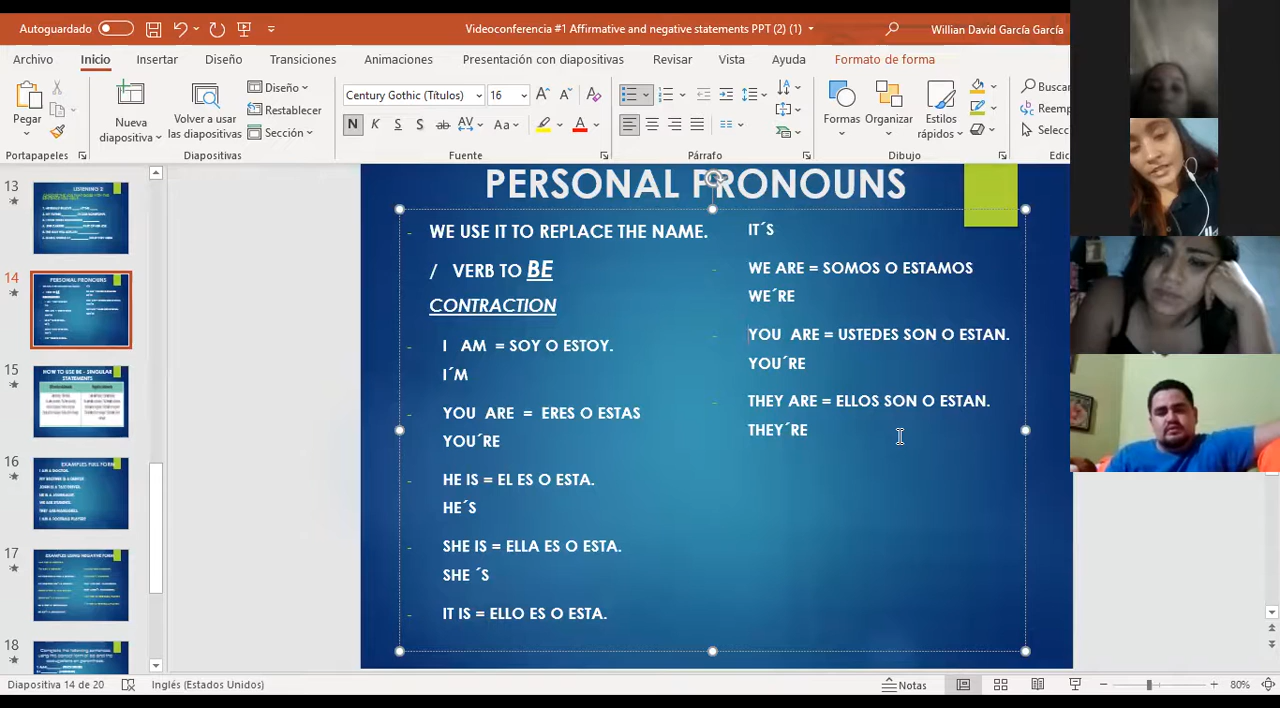 Autoguardado
Videoconferencia #1 Affirmative and negative statements PPT (2) (1)
Willian David García García
Archivo Inicio Insertar Diseño Transiciones Animaciones Presentación con diapositivas Revisar Vista Ayuda Formato de forma
Pegar
Nueva diapositiva
Volver a usar las diapositivas
Diseño
Restablecer
Sección
Century Gothic (Títulos) 16
N K S S ab AV Aa A
Formas Organizar Estilos rápidos
Buscar
Reemp
Selecc
Portapapeles Diapositivas Fuente Párrafo Dibujo Edi
13
14
15
16
17
18
PERSONAL PRONOUNS
- WE USE IT TO REPLACE THE NAME.
/ VERB TO BE
CONTRACTION
- I AM = SOY O ESTOY.
I´M
- YOU ARE = ERES O ESTAS
YOU´RE
- HE IS = EL ES O ESTA.
HE´S
- SHE IS = ELLA ES O ESTA.
SHE ´S
- IT IS = ELLO ES O ESTA.
IT´S
- WE ARE = SOMOS O ESTAMOS
WE´RE
- YOU ARE = USTEDES SON O ESTAN.
YOU´RE
- THEY ARE = ELLOS SON O ESTAN.
THEY´RE
Diapositiva 14 de 20 Inglés (Estados Unidos) Notas 80%